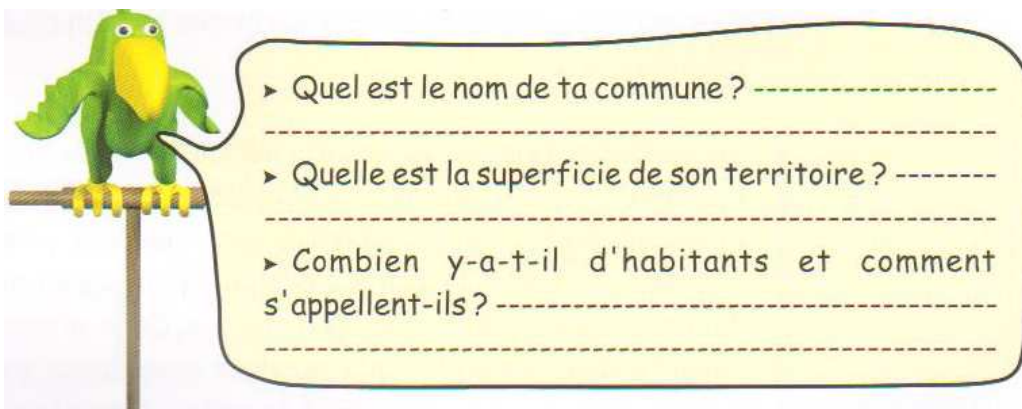 ➤ Quel est le nom de ta commune ? --------------------
------------------------------------------------------------
➤ Quelle est la superficie de son territoire ? --------
------------------------------------------------------------
➤ Combien y-a-t-il d'habitants et comment
s'appellent-ils ? -----------------------------------------
------------------------------------------------------------